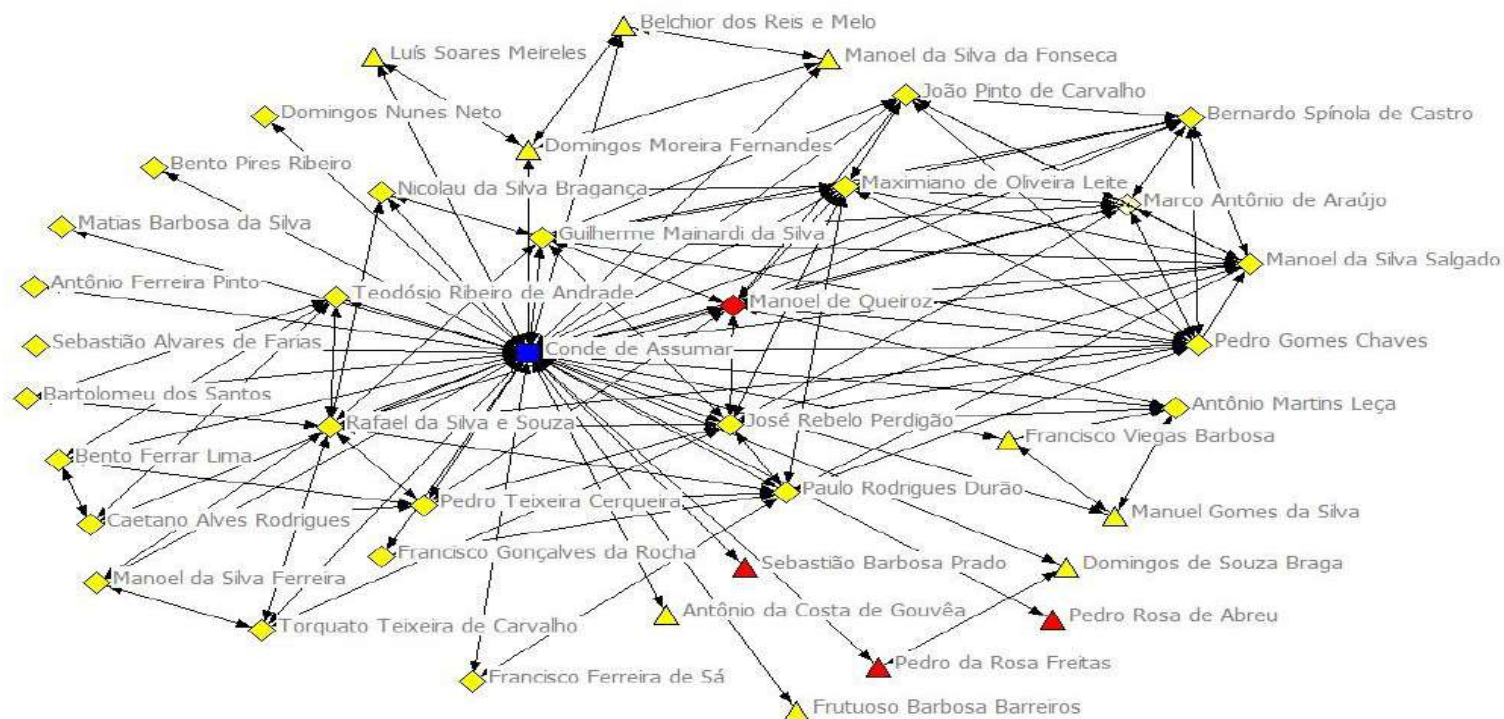 Belchior dos Reis e Melo
Luís Soares Meireles
Manoel da Silva da Fonseca
João Pinto de Carvalho
Domingos Nunes Neto
Bernardo Spínola de Castro
Domingos Moreira Fernandes
Bento Pires Ribeiro
Nicolau da Silva Bragança
Maximiano de Oliveira Leite
Marco Antônio de Araújo
Matias Barbosa da Silva
Guilherme Mainardi da Silva
Manoel da Silva Salgado
Antônio Ferreira Pinto
Teodósio Ribeiro de Andrade
Manoel de Queiroz
Sebastião Alvares de Farias
Conde de Assumar
Pedro Gomes Chaves
Bartolomeu dos Santos
Antônio Martins Leça
Rafael da Silva e Souza
José Rebelo Perdigão
Francisco Viegas Barbosa
Bento Ferrar Lima
Pedro Teixeira Cerqueira
Paulo Rodrigues Durão
Caetano Alves Rodrigues
Manuel Gomes da Silva
Francisco Gonçalves da Rocha
Sebastião Barbosa Prado
Domingos de Souza Braga
Manoel da Silva Ferreira
Antônio da Costa de Gouvêa
Pedro Rosa de Abreu
Torquato Teixeira de Carvalho
Pedro da Rosa Freitas
Francisco Ferreira de Sá
Frutuoso Barbosa Barreiros